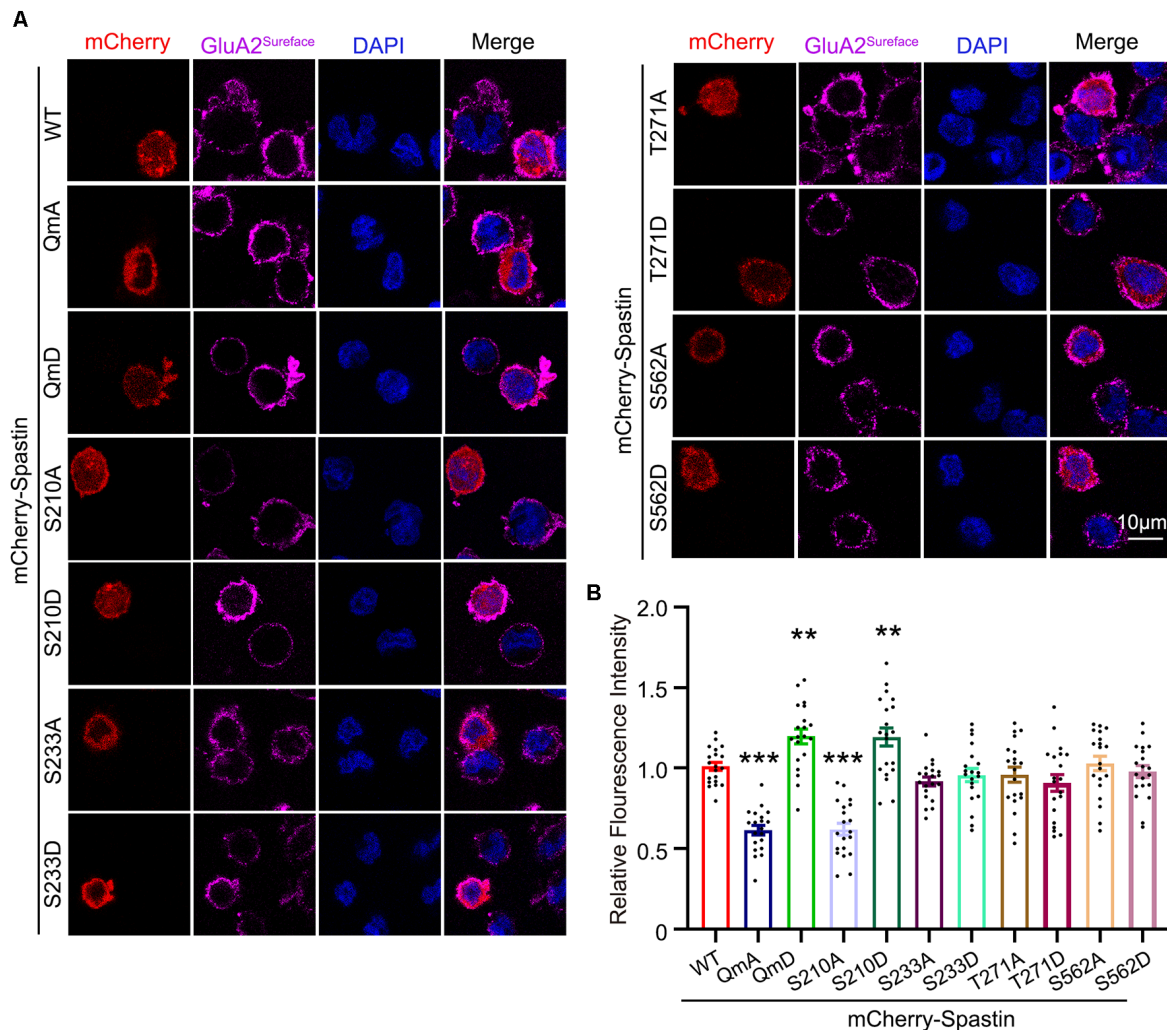 A
mCherry GluA2Sureface DAPI Merge
WT
QmA
QmD
S210A
S210D
S233A
S233D
mCherry-Spastin
mCherry GluA2Sureface DAPI Merge
T271A
T271D
S562A
S562D
mCherry-Spastin
10μm
B
Relative Flourescence Intensity
2.0
1.5
1.0
0.5
0
*** ** *** **
WT QmA QmD S210A S210D S233A S233D T271A T271D S562A S562D
mCherry-Spastin